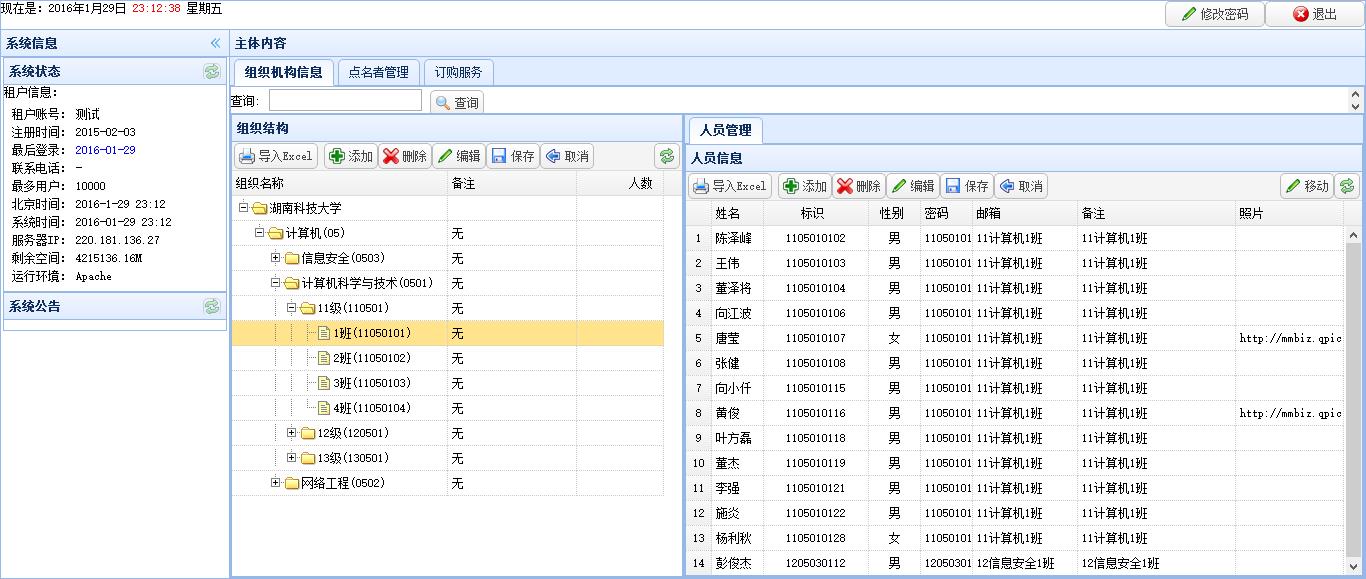 现在是: 2016年1月29日 23:12:38 星期五
修改密码 退出
系统信息
系统状态
租户信息:
租户账号: 测试
注册时间: 2015-02-03
最后登录: 2016-01-29
联系电话: -
最多用户: 10000
北京时间: 2016-1-29 23:12
系统时间: 2016-01-29 23:12
服务器IP: 220.181.136.27
剩余空间: 4215136.16M
运行环境: Apache
系统公告
主体内容
组织机构信息 点名者管理 订购服务
查询: 查询
组织结构
导入Excel 添加 删除 编辑 保存 取消
组织名称 备注 人数
湖南科技大学
计算机(05) 无
信息安全(0503) 无
计算机科学与技术(0501) 无
11级(110501) 无
1班(11050101) 无
2班(11050102) 无
3班(11050103) 无
4班(11050104) 无
12级(120501) 无
13级(130501) 无
网络工程(0502) 无
人员管理
人员信息
导入Excel 添加 删除 编辑 保存 取消 移动
姓名 标识 性别 密码 邮箱 备注 照片
1 陈泽峰 1105010102 男 11050101 11计算机1班 11计算机1班
2 王伟 1105010103 男 11050101 11计算机1班 11计算机1班
3 董泽将 1105010104 男 11050101 11计算机1班 11计算机1班
4 向江波 1105010106 男 11050101 11计算机1班 11计算机1班
5 唐莹 1105010107 女 11050101 11计算机1班 11计算机1班 http://mmbiz.qpic
6 张健 1105010108 男 11050101 11计算机1班 11计算机1班
7 向小仟 1105010115 男 11050101 11计算机1班 11计算机1班
8 黄俊 1105010116 男 11050101 11计算机1班 11计算机1班 http://mmbiz.qpic
9 叶方磊 1105010118 男 11050101 11计算机1班 11计算机1班
10 董杰 1105010119 男 11050101 11计算机1班 11计算机1班
11 李强 1105010121 男 11050101 11计算机1班 11计算机1班
12 施炎 1105010122 男 11050101 11计算机1班 11计算机1班
13 杨利秋 1105010128 女 11050101 11计算机1班 11计算机1班
14 彭俊杰 1205030112 男 12050301 12信息安全1班 12信息安全1班